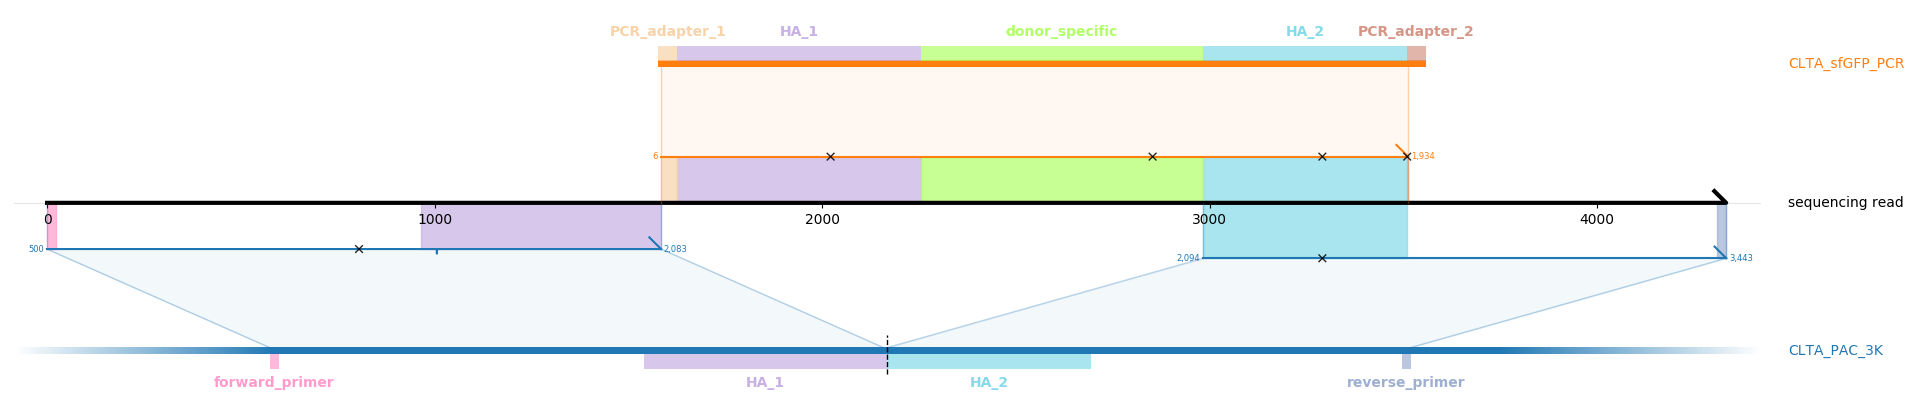 PCR_adapter_1 HA_1 donor_specific HA_2 PCR_adapter_2
CLTA_sfGFP_PCR
6 1,934
sequencing read
0 1000 2000 3000 4000
500 2,083
2,094 3,443
CLTA_PAC_3K
forward_primer HA_1 HA_2 reverse_primer